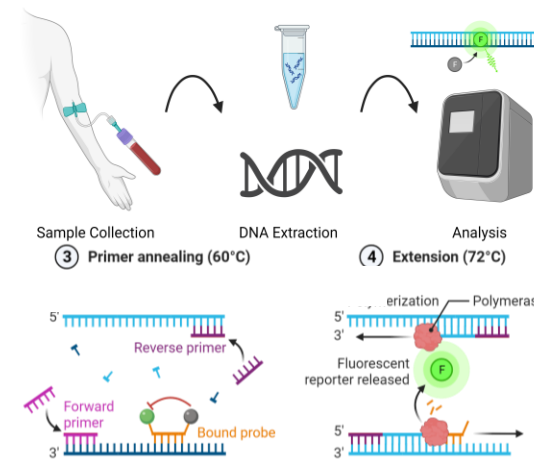 F
F
Sample Collection
DNA Extraction
Analysis
3 Primer annealing (60°C)
4 Extension (72°C)
Polymeras
5'
Reverse primer
Forward
primer
Bound probe
3'
5'
3'
Fluorescent
reporter released
F
5'
3'